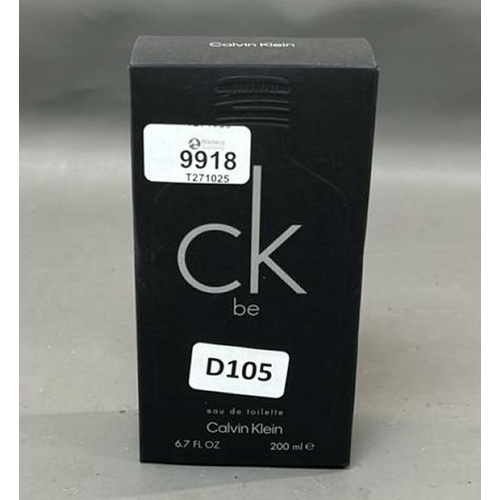 Calvin Klein
9918
T271025
ck
be
D105
eau de toilette
Calvin Klein
6.7 FL OZ 200 ml e